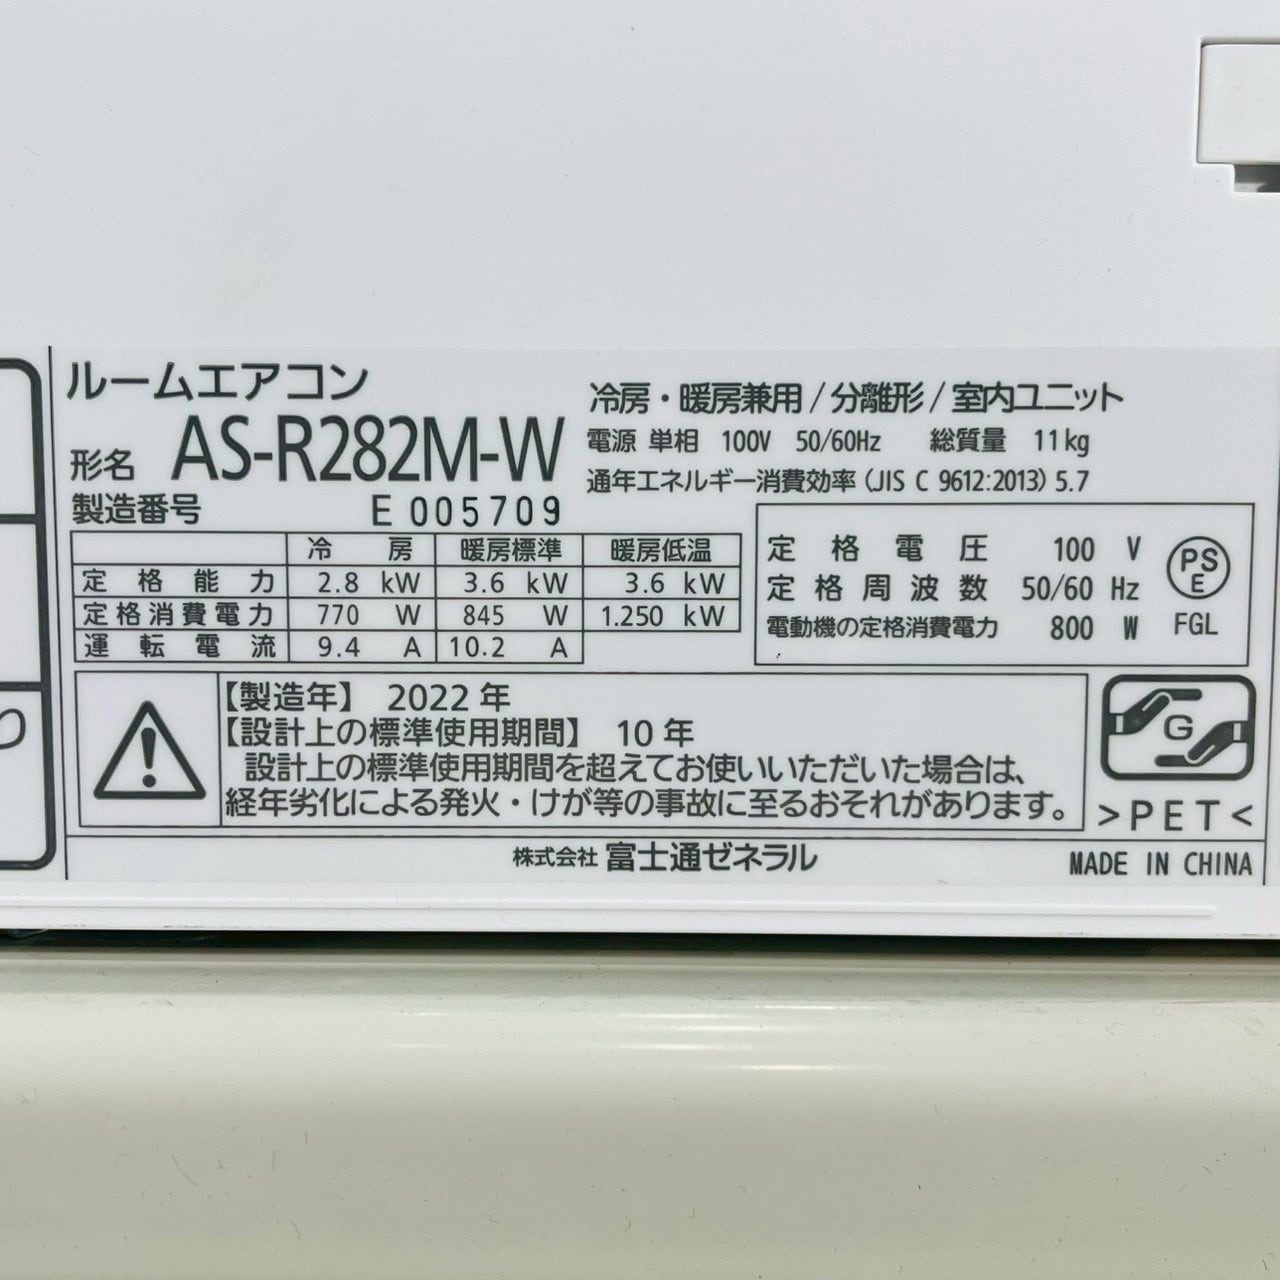 ルームエアコン
形名 AS-R282M-W
製造番号 E 005709
冷房・暖房兼用/分離形/室内ユニット
電源 単相 100V 50/60Hz 総質量 11kg
通年エネルギー消費効率(JIS C 9612:2013) 5.7
冷房 暖房標準 暖房低温
定格能力 2.8 kW 3.6 kW 3.6 kW
定格消費電力 770 W 845 W 1.250 kW
運転電流 9.4 A 10.2 A
定格電圧 100 V
定格周波数 50/60 Hz
電動機の定格消費電力 800 W
PS
E
FGL
【製造年】 2022年
【設計上の標準使用期間】 10年
設計上の標準使用期間を超えてお使いいただいた場合は、
経年劣化による発火・けが等の事故に至るおそれがあります。
G
>PET<
株式会社 富士通ゼネラル
MADE IN CHINA